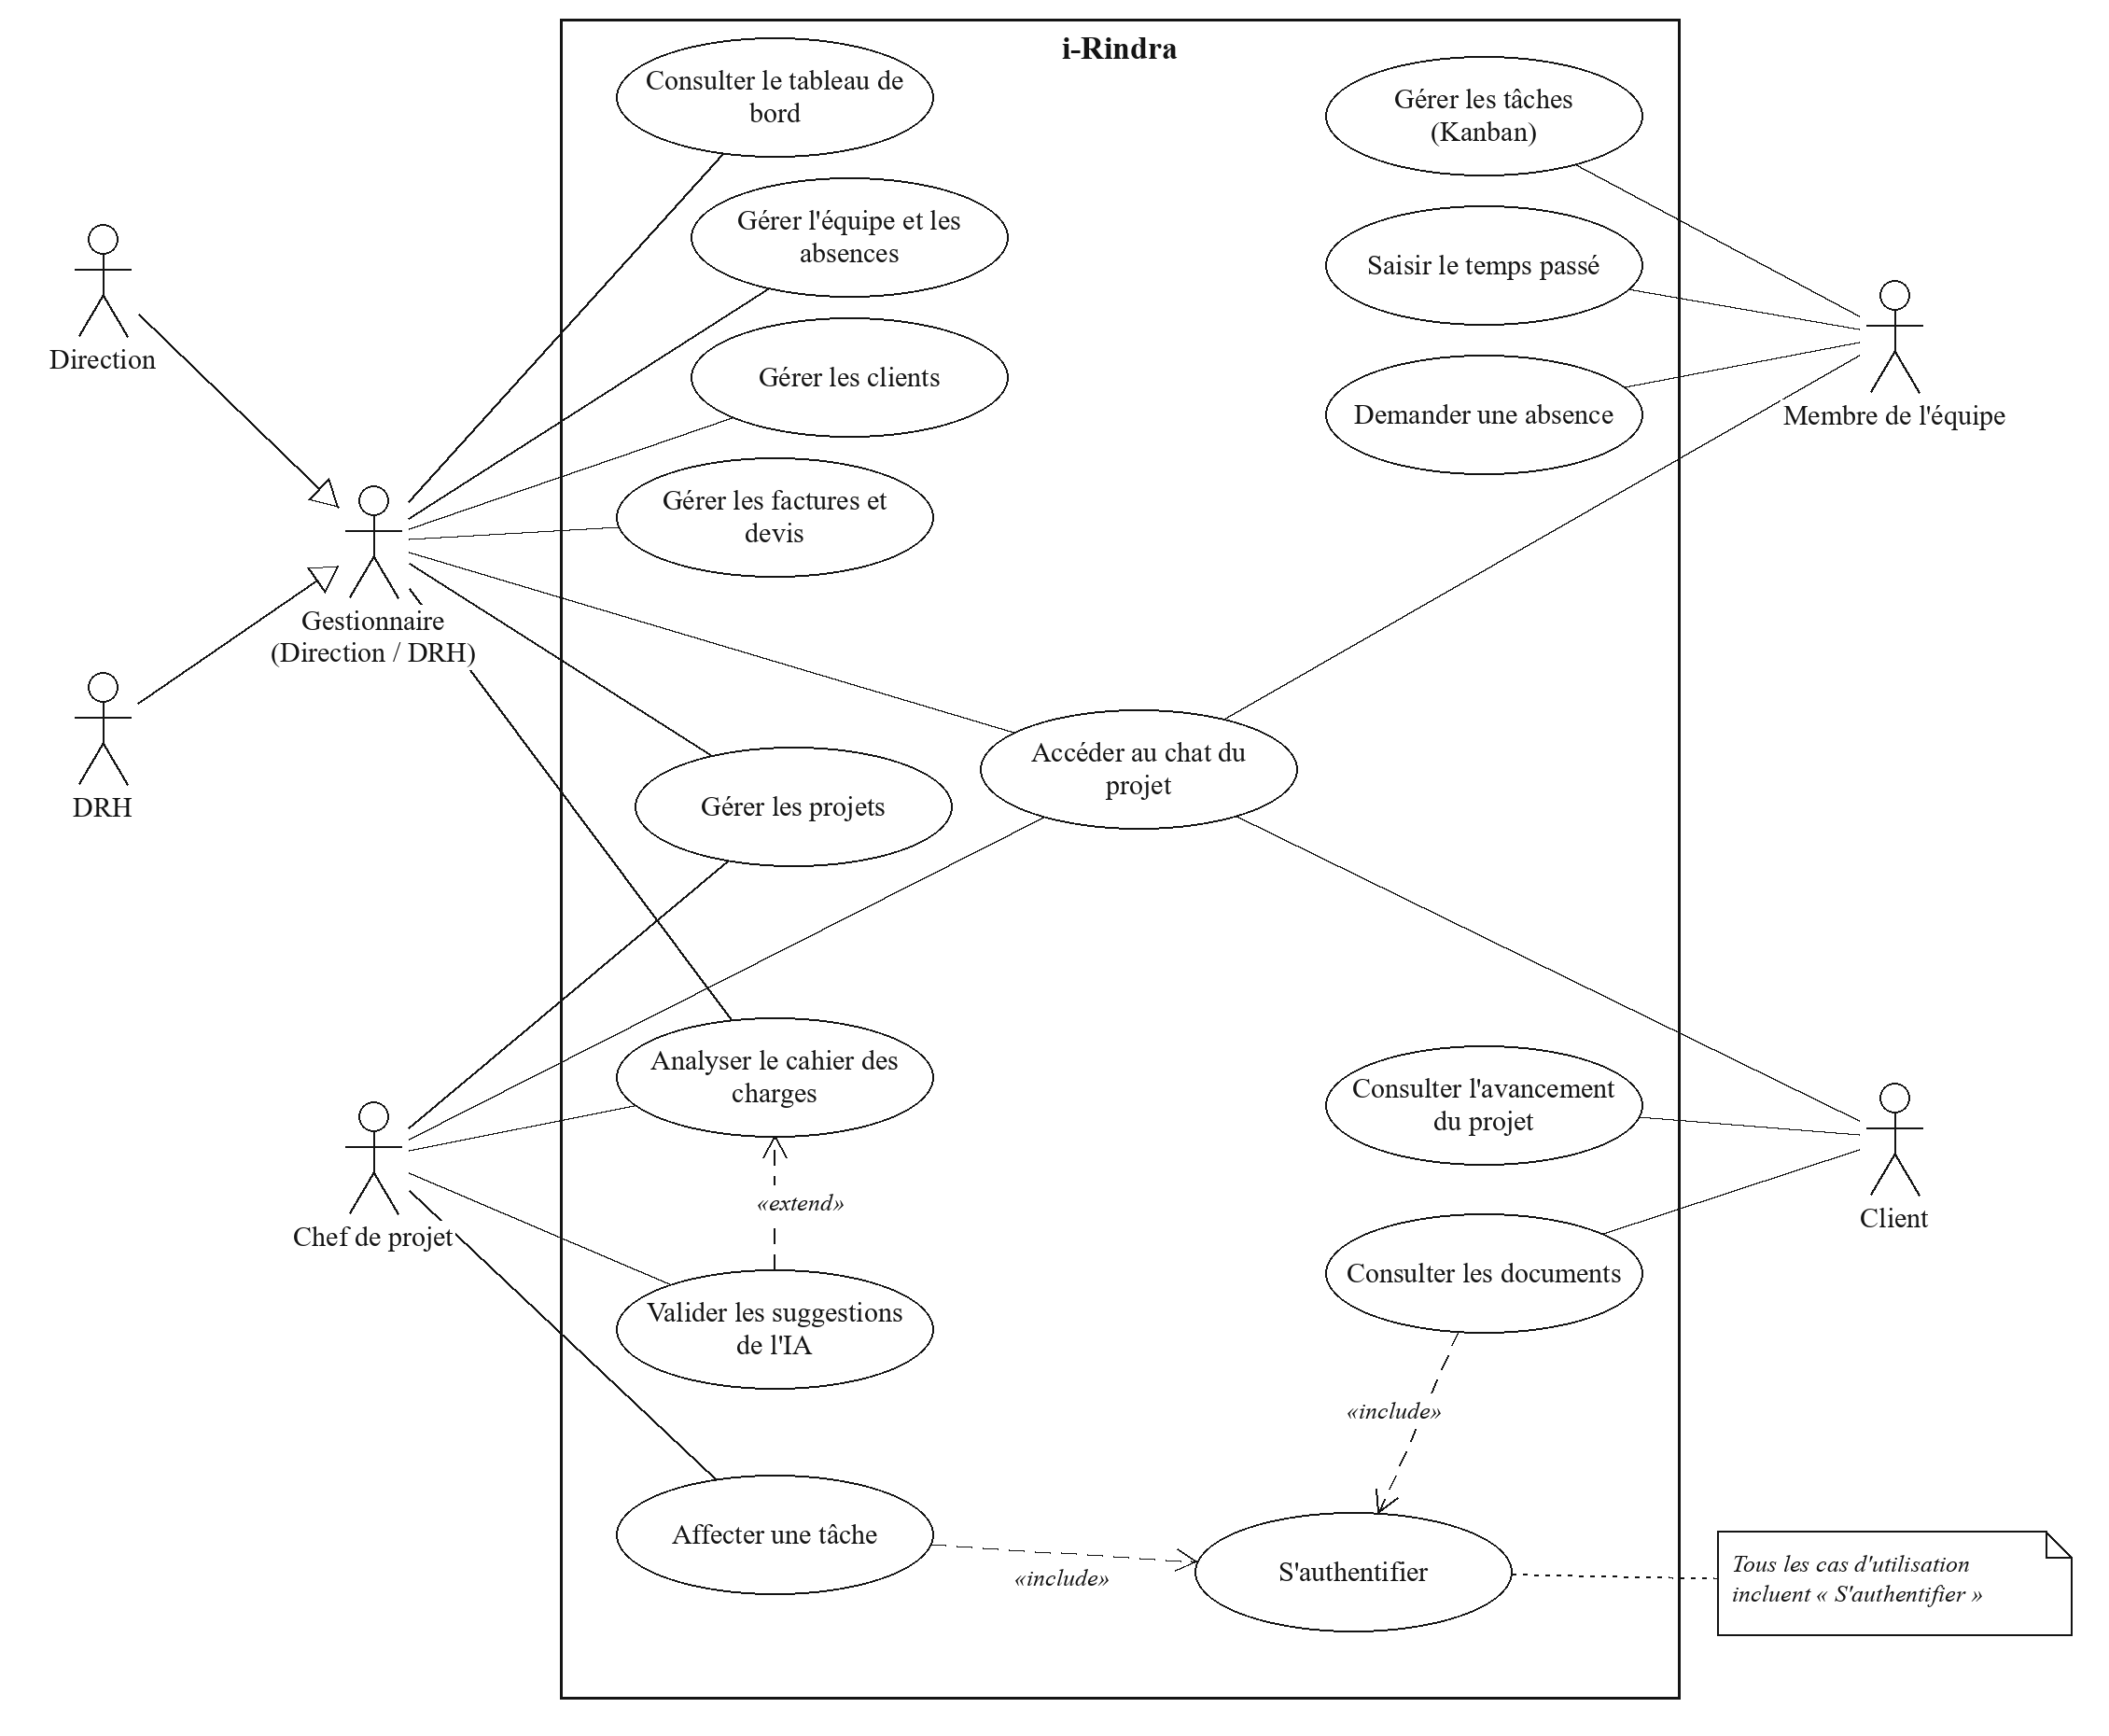 i-Rindra
Consulter le tableau de
bord
Gérer les tâches
(Kanban)
Gérer l'équipe et les
absences
Saisir le temps passé
Direction
Gérer les clients
Demander une absence
Membre de l'équipe
Gérer les factures et
devis
Gestionnaire
(Direction / DRH)
Accéder au chat du
projet
DRH
Gérer les projets
Analyser le cahier des
charges
Consulter l'avancement
du projet
«extend»
Client
Chef de projet
Consulter les documents
Valider les suggestions
de l'IA
«include»
Affecter une tâche
«include»
S'authentifier
Tous les cas d'utilisation
incluent « S'authentifier »